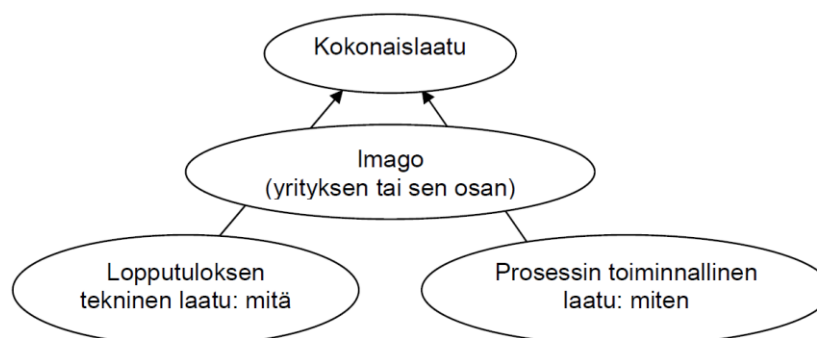 Kokonaislaatu
Imago
(yrityksen tai sen osan)
Lopputuloksen
tekninen laatu: mitä
Prosessin toiminnallinen
laatu: miten